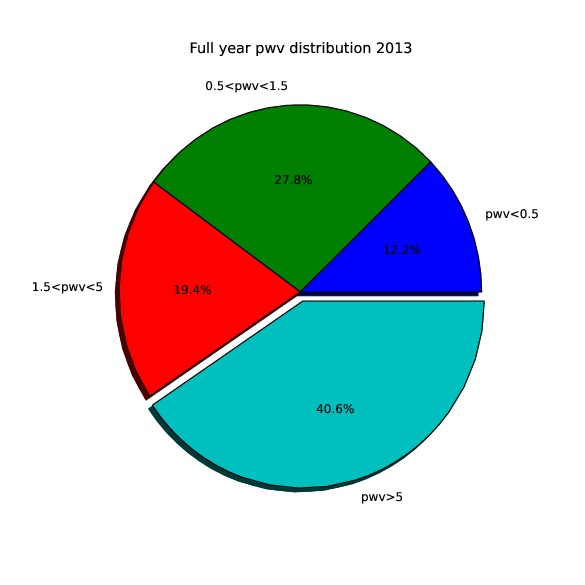 Full year pwv distribution 2013
0.5<pwv<1.5
27.8%
pwv<0.5
12.2%
1.5<pwv<5
19.4%
40.6%
pwv>5